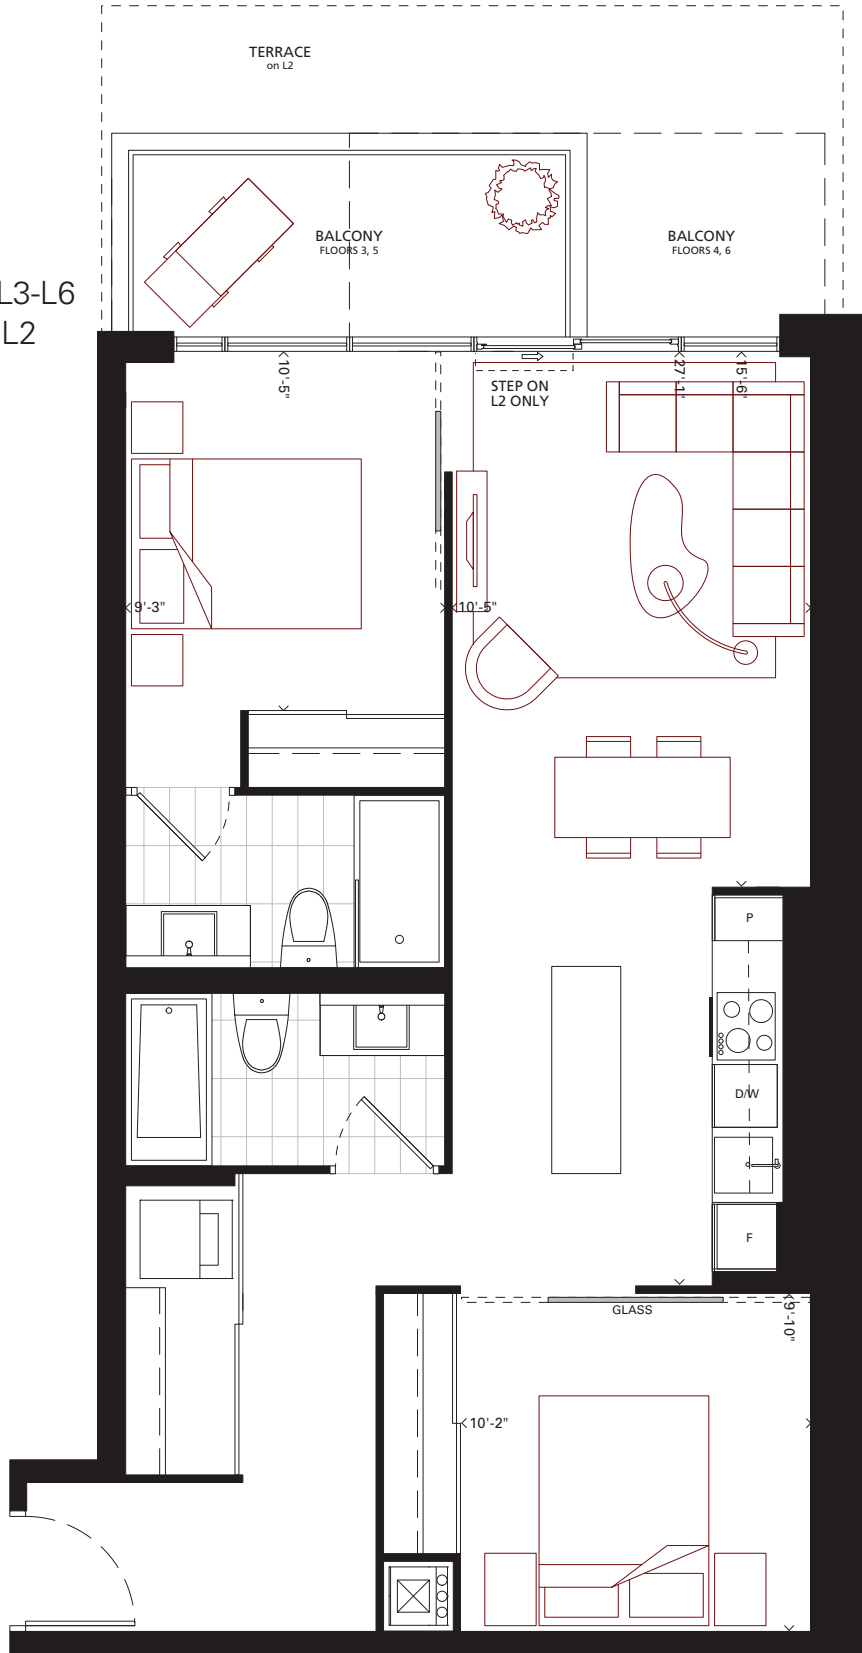 TERRACE
on L2
BALCONY
FLOORS 3, 5
BALCONY
FLOORS 4, 6
L3-L6
L2
10'-5"
STEP ON
L2 ONLY
27'-1"
15'-6"
9'-3"
10'-5"
P
D/W
F
GLASS
9'-10"
10'-2"